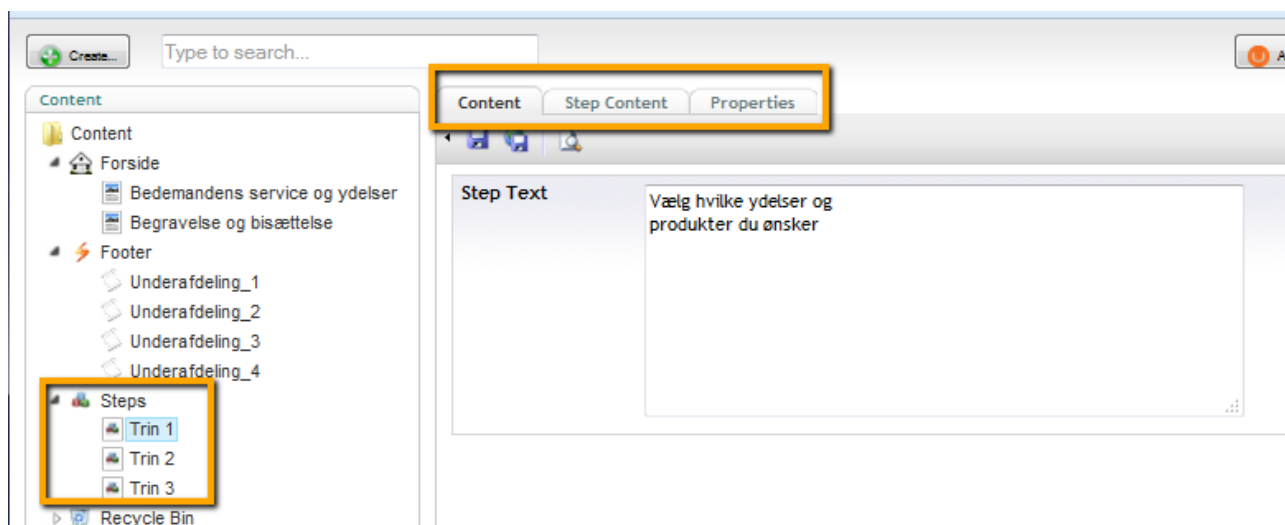 Create...
Type to search...
A
Content
Content
Forside
Bedemandens service og ydelser
Begravelse og bisættelse
Footer
Underafdeling_1
Underafdeling_2
Underafdeling_3
Underafdeling_4
Steps
Trin 1
Trin 2
Trin 3
Recycle Bin
Content Step Content Properties
Step Text
Vælg hvilke ydelser og
produkter du ønsker